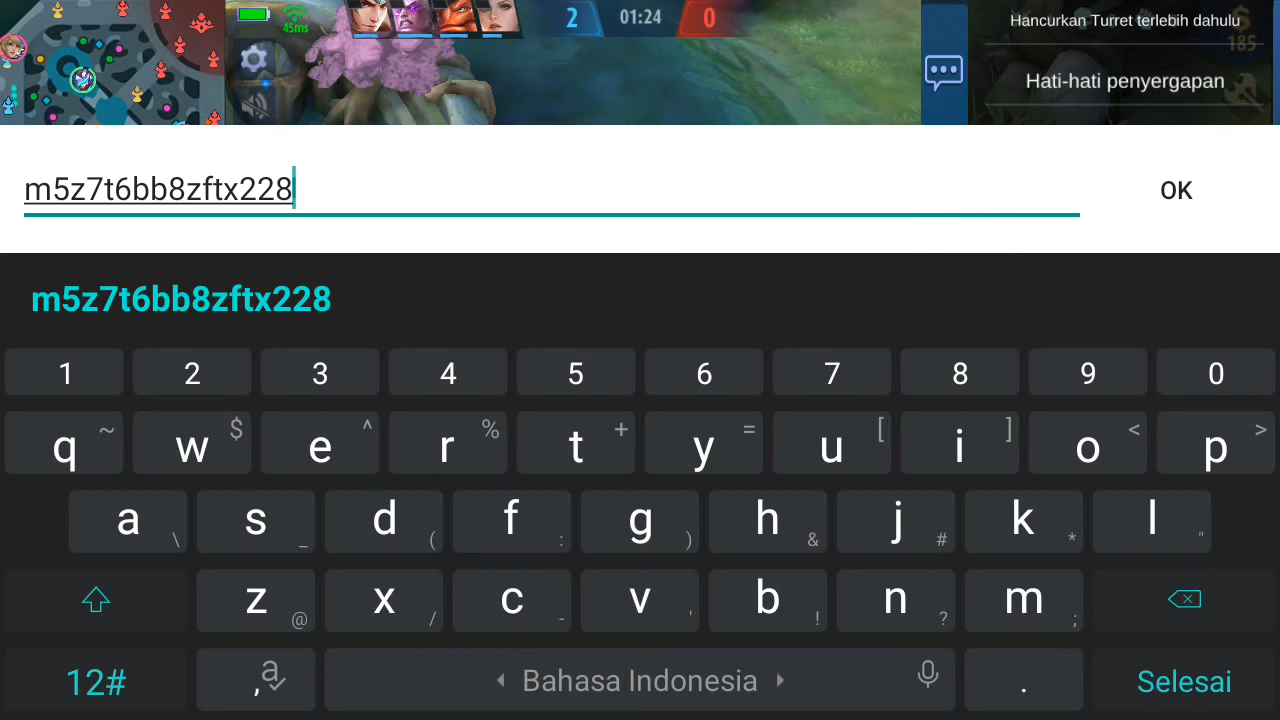 45ms
2 01:24 0
Hancurkan Turret terlebih dahulu
185
Hati-hati penyergapan
m5z7t6bb8zftx228
OK
m5z7t6bb8zftx228
1 2 3 4 5 6 7 8 9 0
q ~ w $ e ^ r % t + y = u [ i ] o < p >
a \ s _ d ( f : g ) h & j # k * l "
z @ x / c - v ' b ! n ? m ;
12# , a Bahasa Indonesia . Selesai